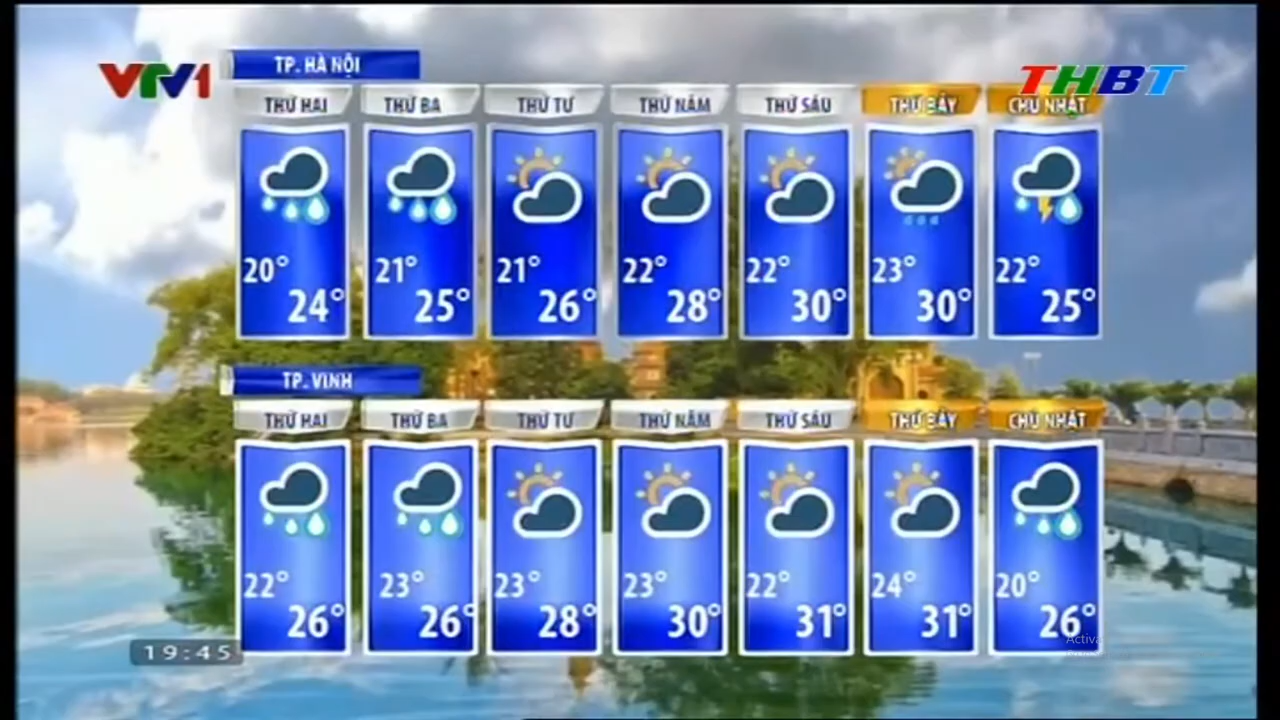 VTV1
THBT
TP. HÀ NỘI
THỨ HAI THỨ BA THỨ TƯ THỨ NĂM THỨ SÁU THỨ BẢY CHỦ NHẬT
20° 21° 21° 22° 22° 23° 22°
24° 25° 26° 28° 30° 30° 25°
TP. VINH
THỨ HAI THỨ BA THỨ TƯ THỨ NĂM THỨ SÁU THỨ BẢY CHỦ NHẬT
22° 23° 23° 23° 22° 24° 20°
26° 26° 28° 30° 31° 31° 26°
19:45
Activa